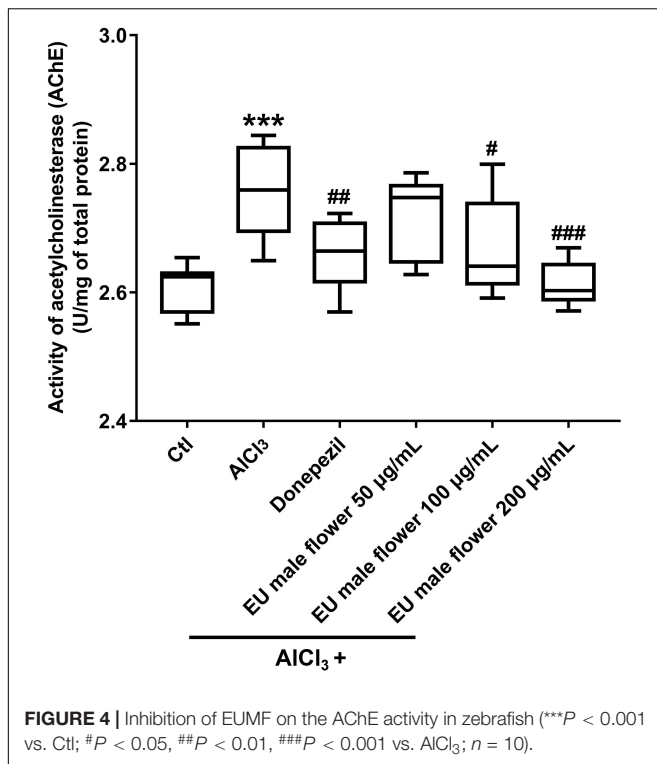 Activity of acetylcholinesterase (AChE)
(U/mg of total protein)
3.0
2.8
2.6
2.4
***
##
#
###
Ctl
AlCl₃
Donepezil
EU male flower 50 µg/mL
EU male flower 100 µg/mL
EU male flower 200 µg/mL
AlCl₃ +
FIGURE 4 | Inhibition of EUMF on the AChE activity in zebrafish (***P < 0.001
vs. Ctl; #P < 0.05, ##P < 0.01, ###P < 0.001 vs. AlCl₃; n = 10).